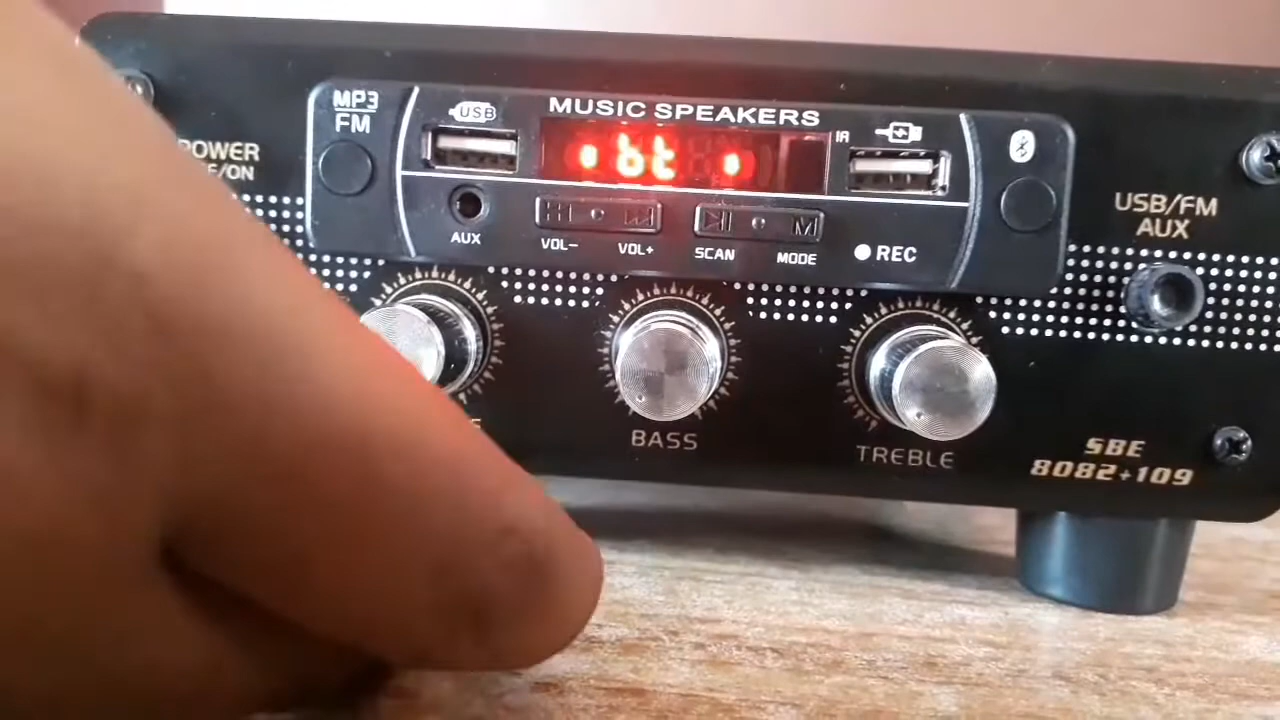 MP3
FM
USB
MUSIC SPEAKERS
bt
IR
POWER
/ON
AUX
VOL-
VOL+
SCAN
M
MODE
REC
USB/FM
AUX
BASS
TREBLE
SBE
8082+109